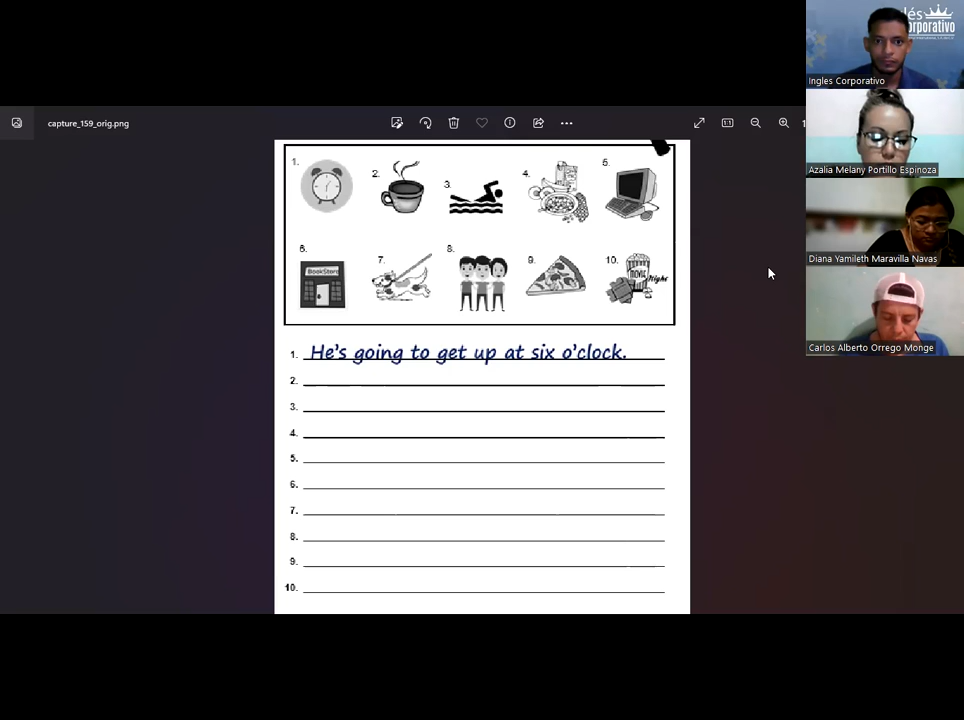 lés
corporativo
Ingles Corporativo
capture_159_orig.png
Azalia Melany Portillo Espinoza
Diana Yamileth Maravilla Navas
Carlos Alberto Orrego Monge
1.
2.
3.
4.
5.
6.
BookStore
7.
8.
9.
10.
MOVIE
Night
1. He's going to get up at six o'clock.
2.
3.
4.
5.
6.
7.
8.
9.
10.